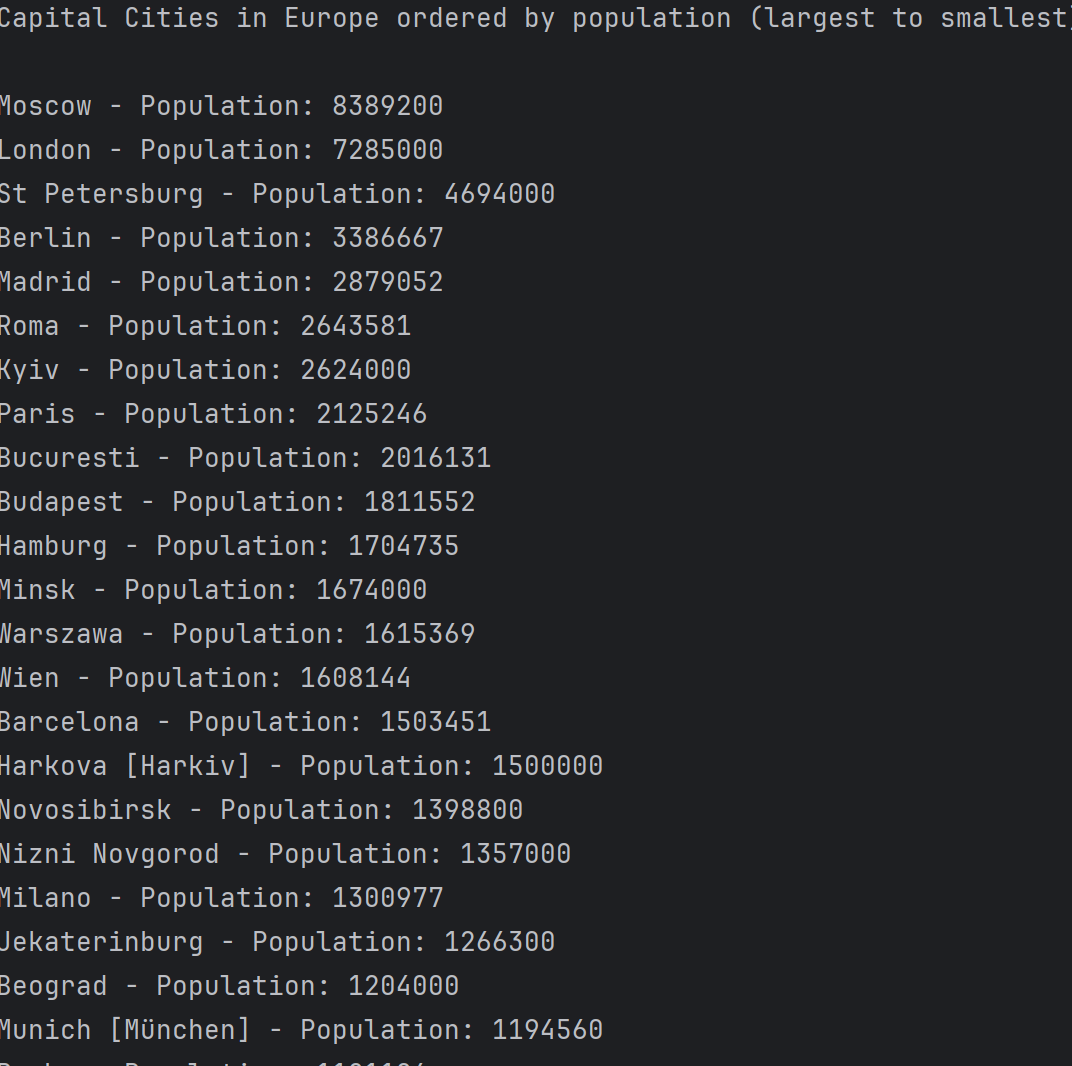 Capital Cities in Europe ordered by population (largest to smallest)
Moscow - Population: 8389200
London - Population: 7285000
St Petersburg - Population: 4694000
Berlin - Population: 3386667
Madrid - Population: 2879052
Roma - Population: 2643581
Kyiv - Population: 2624000
Paris - Population: 2125246
Bucuresti - Population: 2016131
Budapest - Population: 1811552
Hamburg - Population: 1704735
Minsk - Population: 1674000
Warszawa - Population: 1615369
Wien - Population: 1608144
Barcelona - Population: 1503451
Harkova [Harkiv] - Population: 1500000
Novosibirsk - Population: 1398800
Nizni Novgorod - Population: 1357000
Milano - Population: 1300977
Jekaterinburg - Population: 1266300
Beograd - Population: 1204000
Munich [München] - Population: 1194560